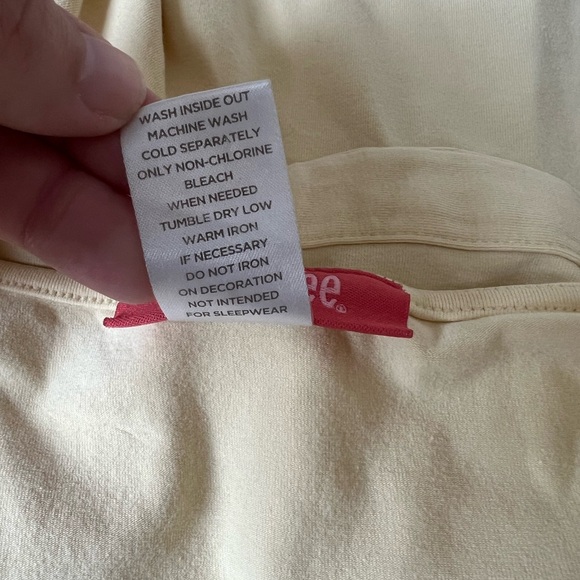 WASH INSIDE OUT
MACHINE WASH
COLD SEPARATELY
ONLY NON-CHLORINE
BLEACH
WHEN NEEDED
TUMBLE DRY LOW
WARM IRON
IF NECESSARY
DO NOT IRON
ON DECORATION
NOT INTENDED
FOR SLEEPWEAR
ee®